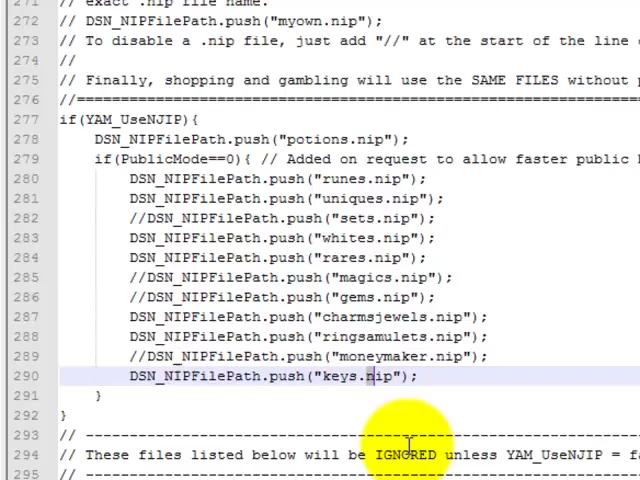 271 // exact .nip file name.
272 // DSN_NIPFilePath.push("myown.nip");
273 // To disable a .nip file, just add "//" at the start of the line
274 //
275 // Finally, shopping and gambling will use the SAME FILES without
276 //====================================================================
277 if(YAM_UseNJIP){
278 DSN_NIPFilePath.push("potions.nip");
279 if(PublicMode==0){ // Added on request to allow faster public
280 DSN_NIPFilePath.push("runes.nip");
281 DSN_NIPFilePath.push("uniques.nip");
282 //DSN_NIPFilePath.push("sets.nip");
283 DSN_NIPFilePath.push("whites.nip");
284 DSN_NIPFilePath.push("rares.nip");
285 //DSN_NIPFilePath.push("magics.nip");
286 //DSN_NIPFilePath.push("gems.nip");
287 DSN_NIPFilePath.push("charmsjewels.nip");
288 DSN_NIPFilePath.push("ringsamulets.nip");
289 //DSN_NIPFilePath.push("moneymaker.nip");
290 DSN_NIPFilePath.push("keys.nip");
291 }
292 }
293 // --------------------------------------------------------------------
294 // These files listed below will be IGNORED unless YAM_UseNJIP =
295 // --------------------------------------------------------------------